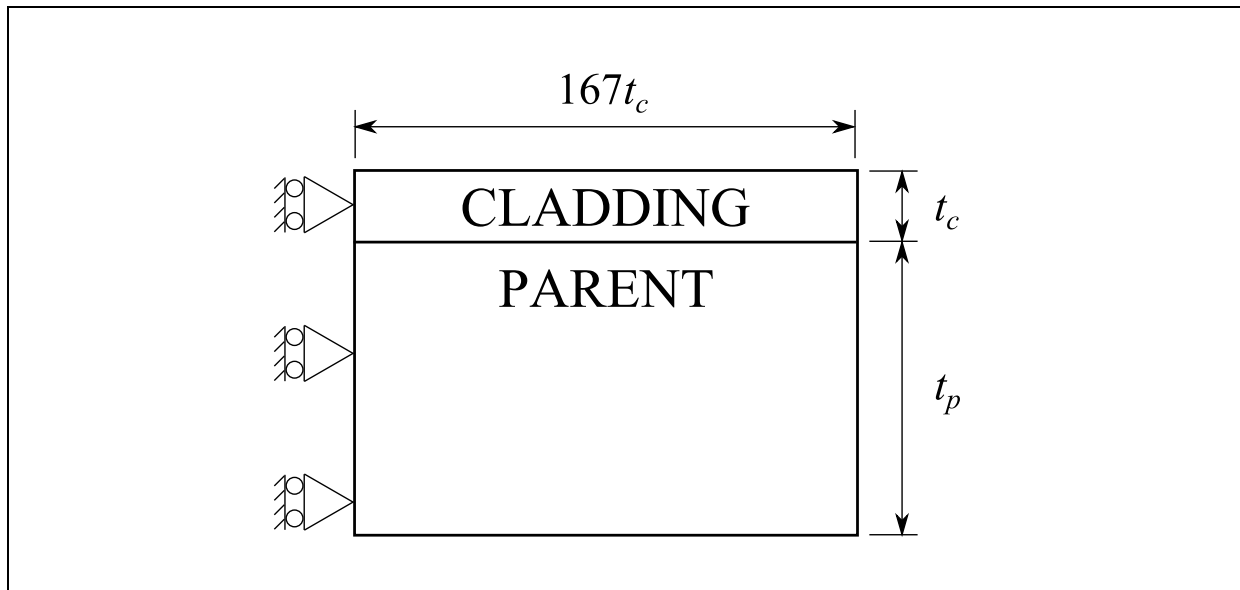 167t_c
CLADDING
t_c
PARENT
t_p